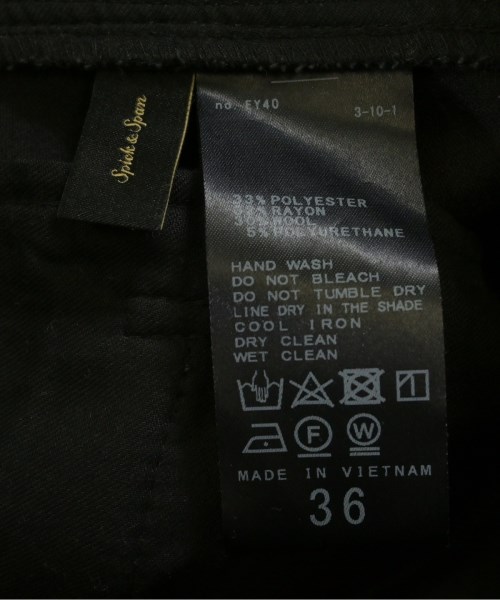 Spick & Span
no. EY40 3-10-1
33% POLYESTER
RAYON
WOOL
5% POLYURETHANE
HAND WASH
DO NOT BLEACH
DO NOT TUMBLE DRY
LINE DRY IN THE SHADE
COOL IRON
DRY CLEAN
WET CLEAN
F W
MADE IN VIETNAM
36